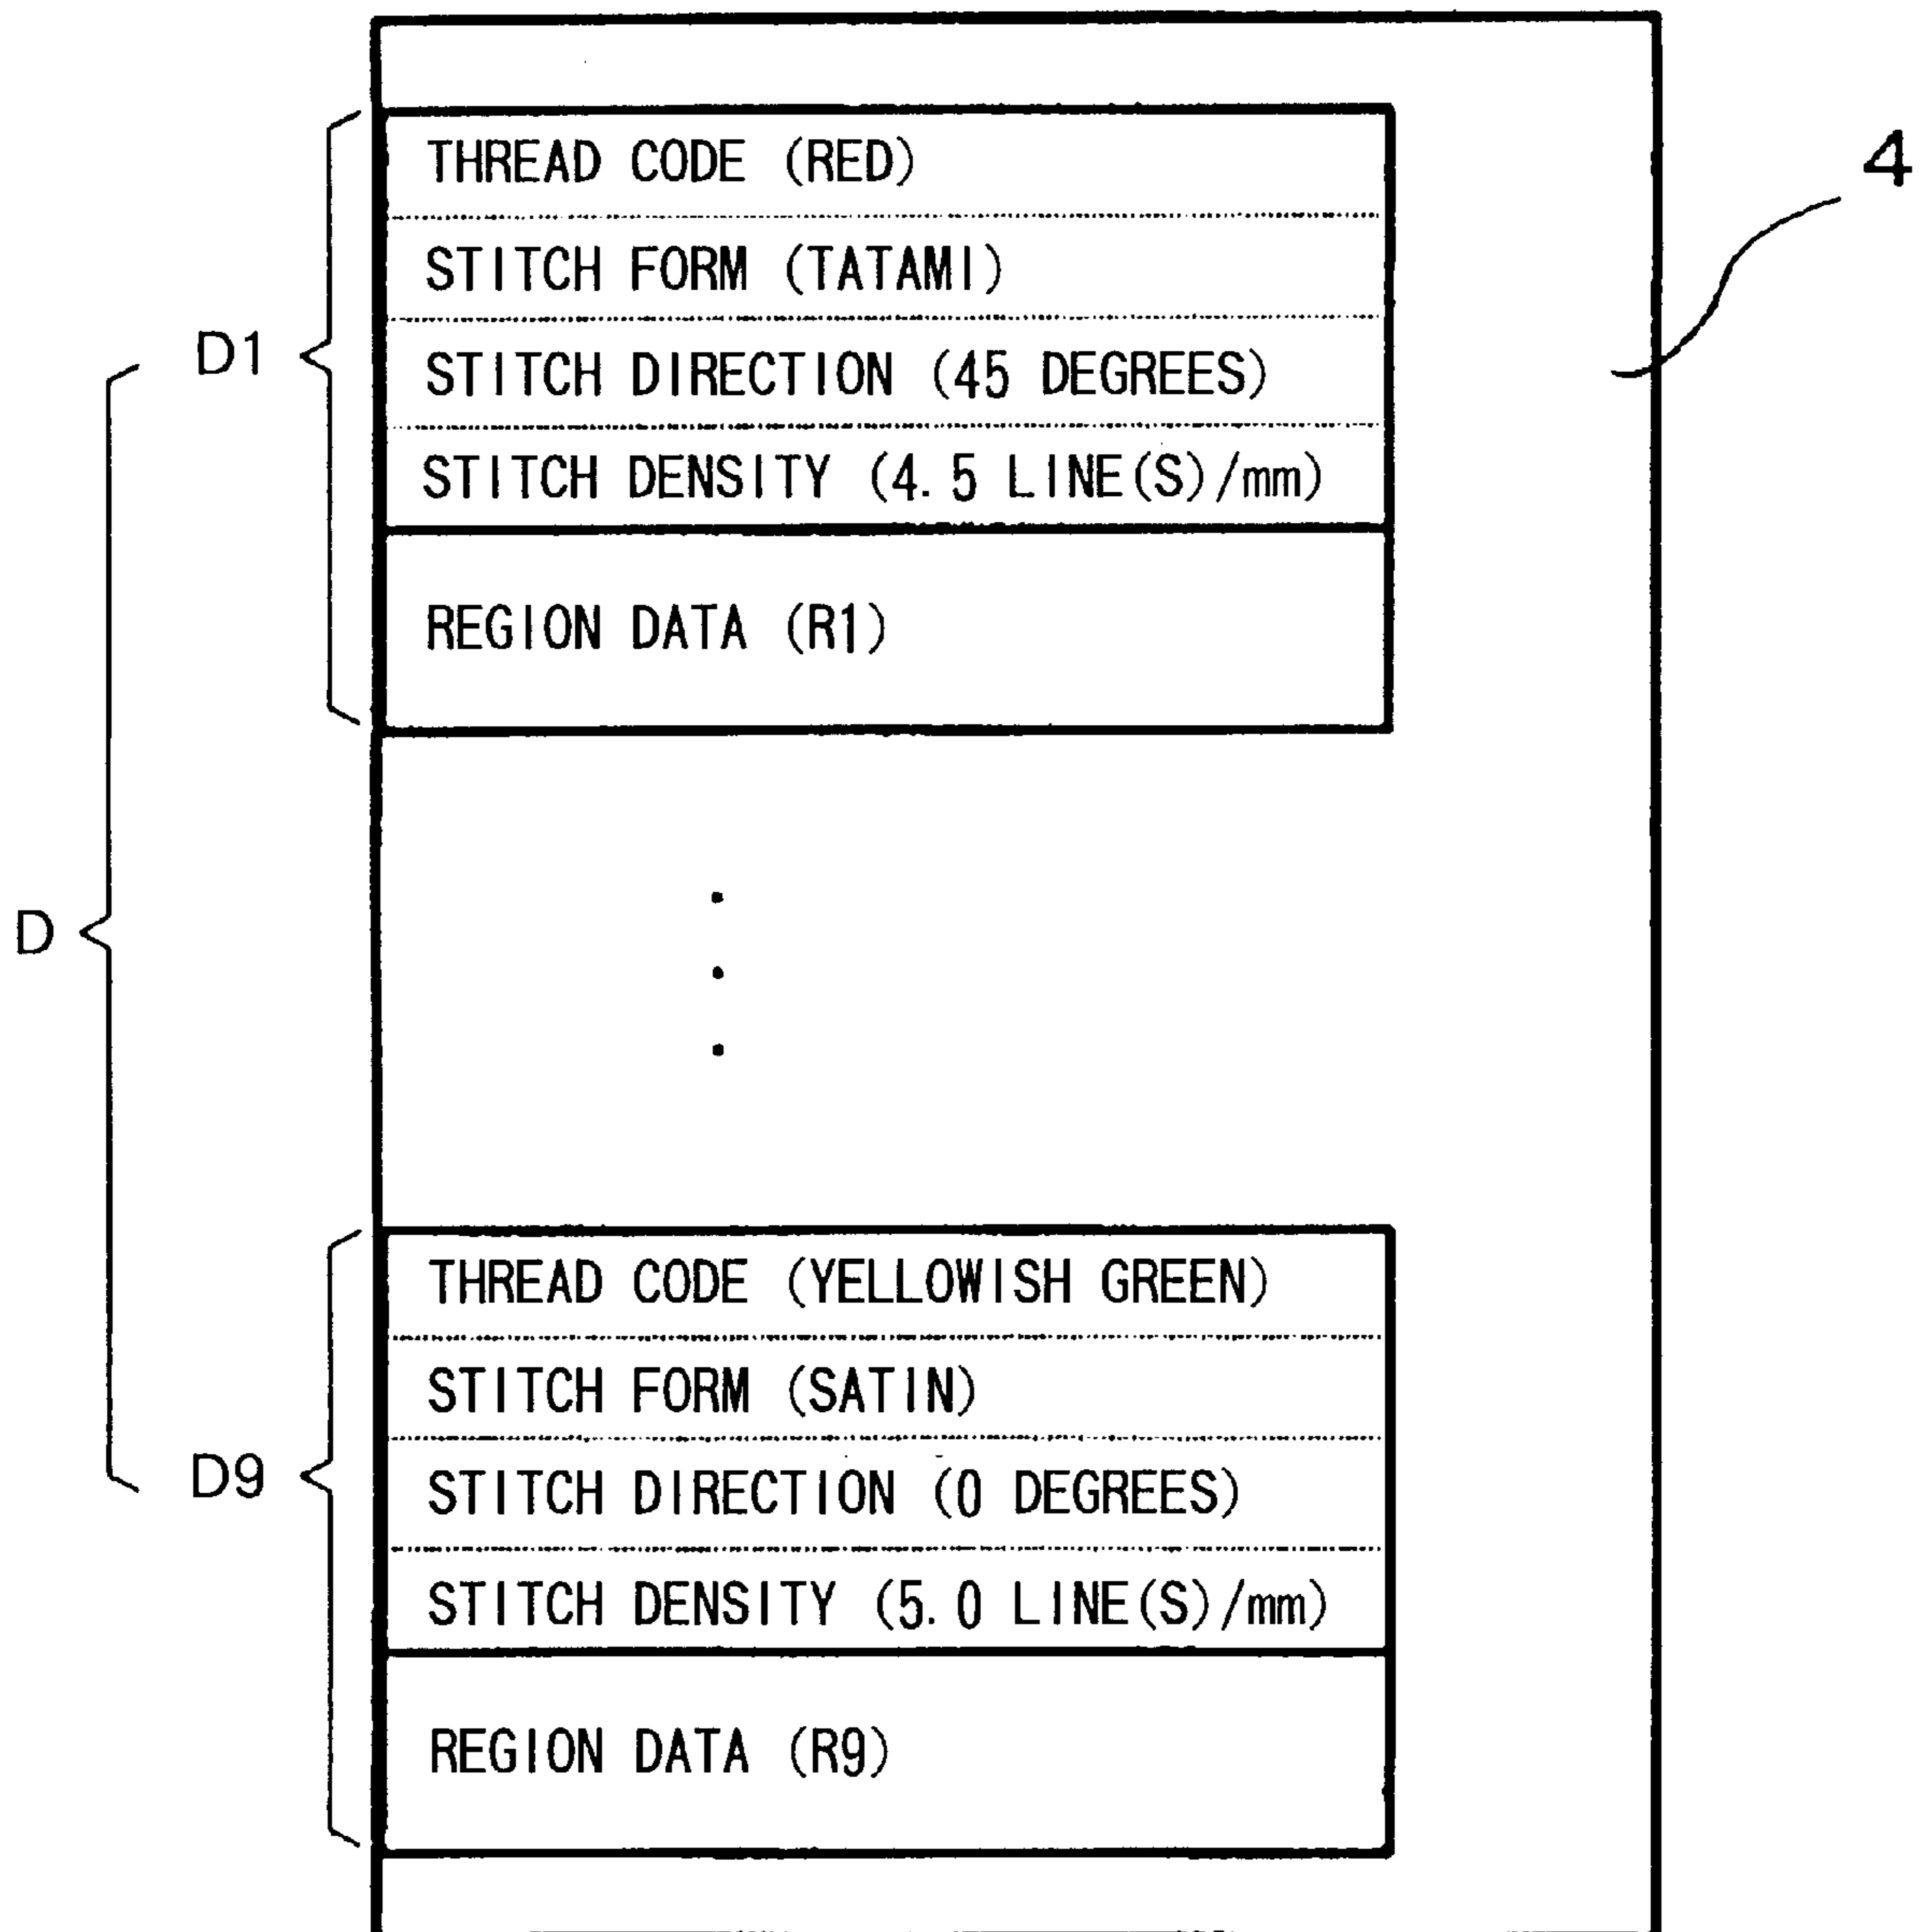 THREAD CODE (RED)
4
STITCH FORM (TATAMI)
D1
STITCH DIRECTION (45 DEGREES)
STITCH DENSITY (4.5 LINE(S)/mm)
REGION DATA (R1)
D
THREAD CODE (YELLOWISH GREEN)
STITCH FORM (SATIN)
D9
STITCH DIRECTION (0 DEGREES)
STITCH DENSITY (5.0 LINE(S)/mm)
REGION DATA (R9)